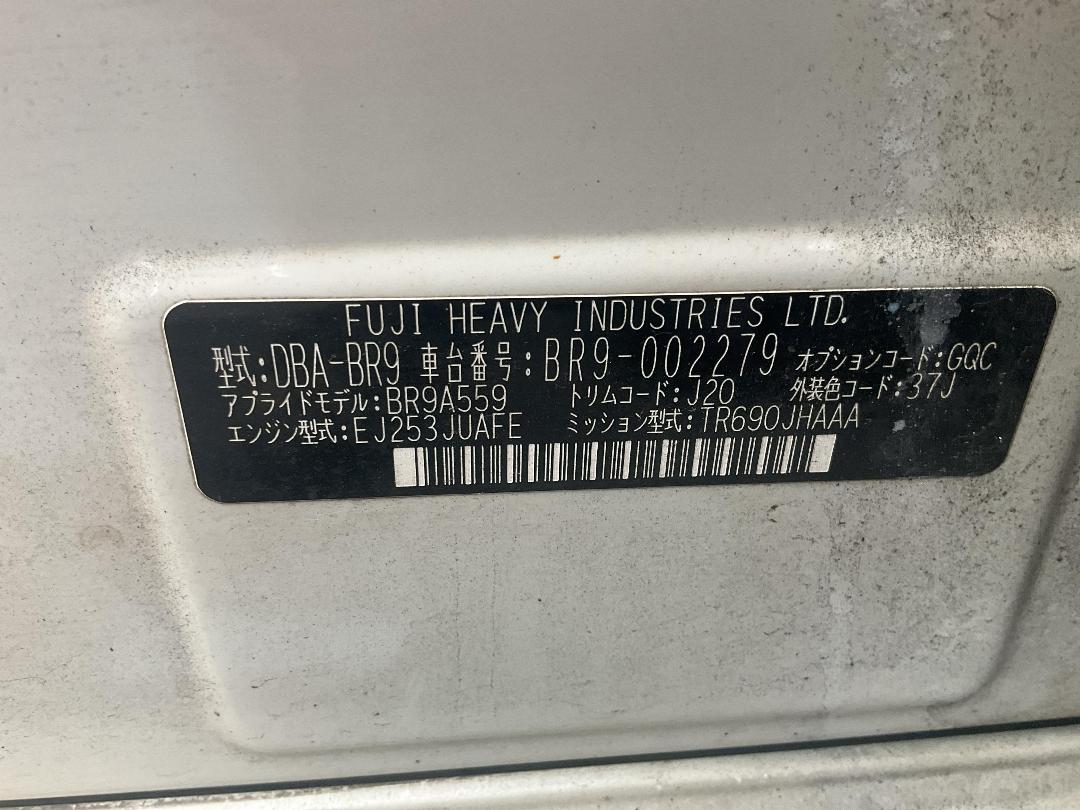 FUJI HEAVY INDUSTRIES LTD.
型式:DBA-BR9 車台番号:BR9-002279 オプションコード:GQC
アプライドモデル:BR9A559 トリムコード:J20 外装色コード:37J
エンジン型式:EJ253JUAFE ミッション型式:TR690JHAAA